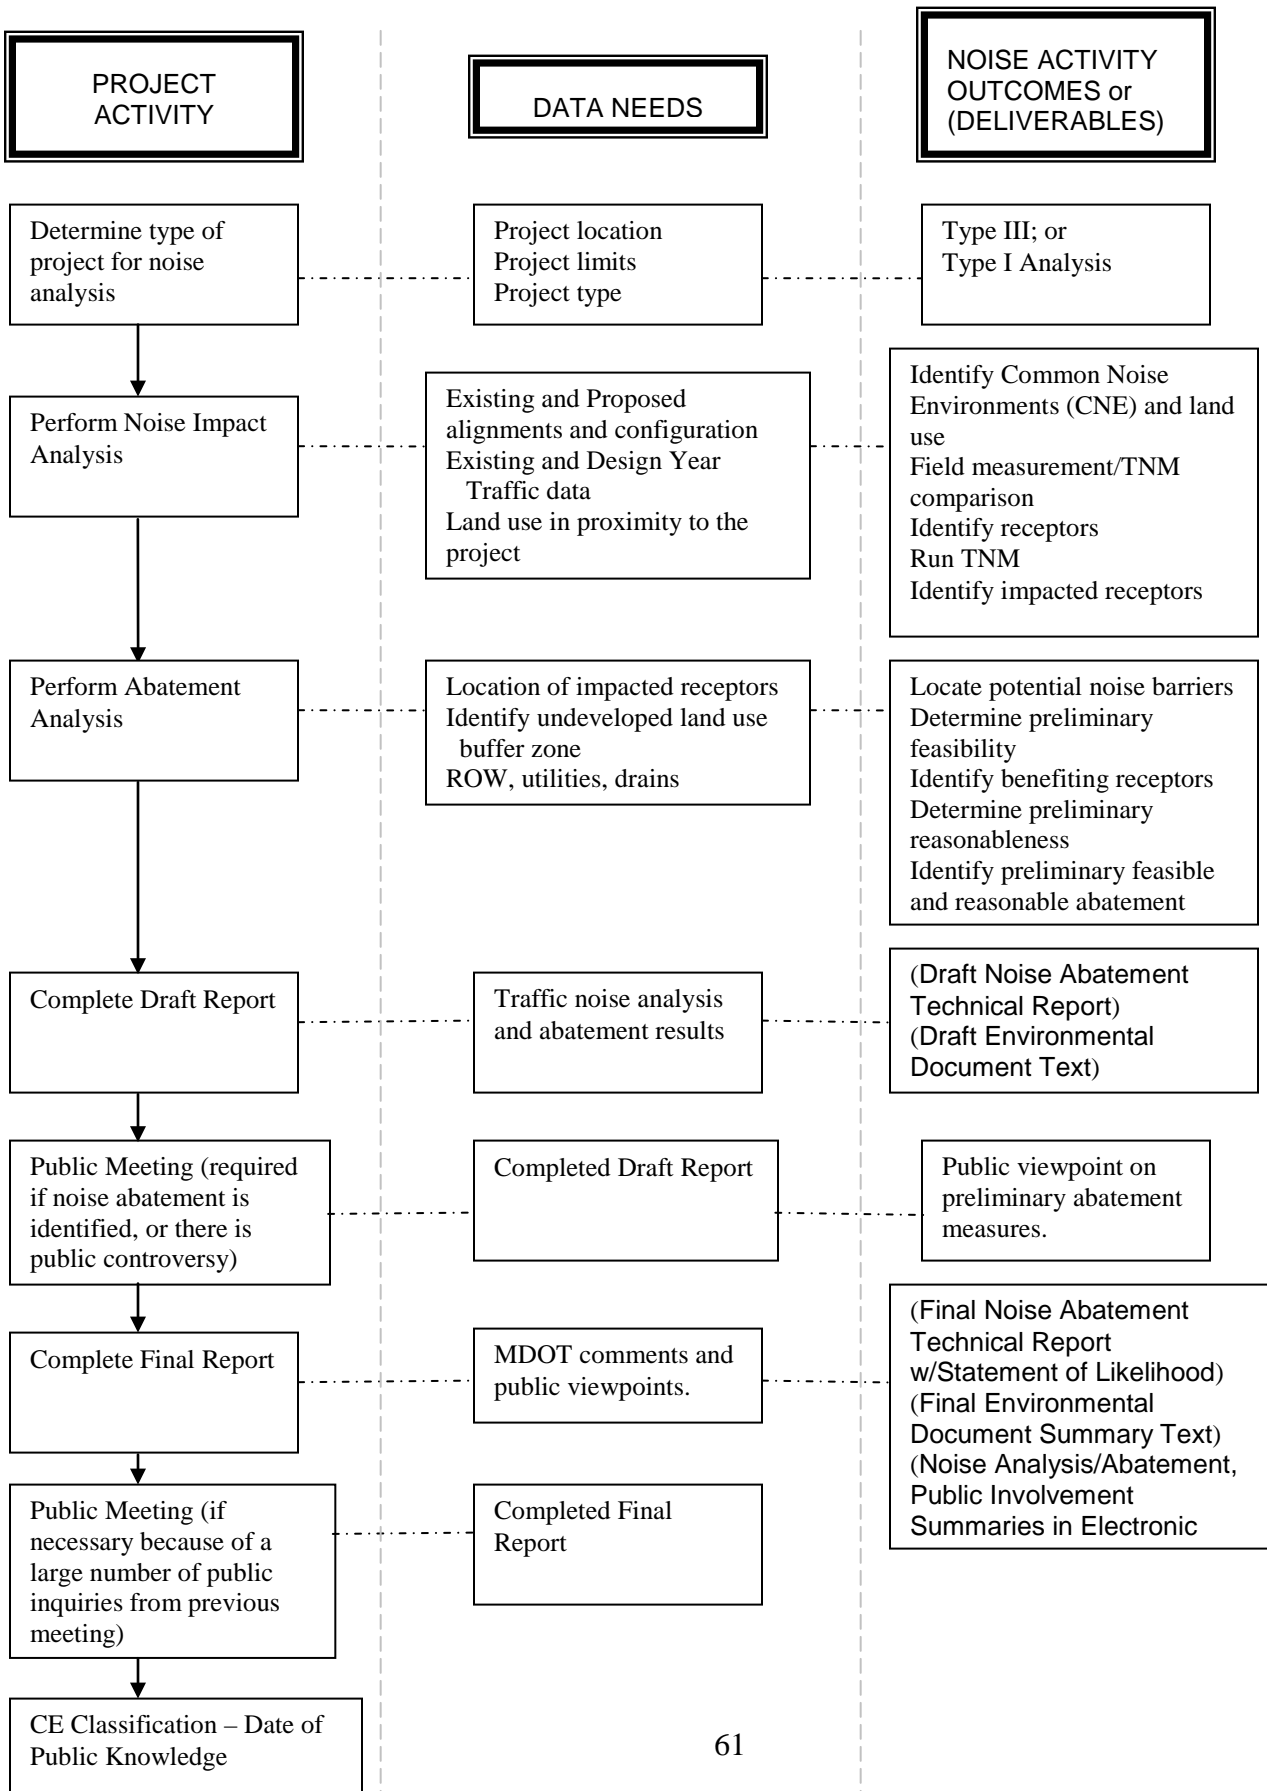 PROJECT
ACTIVITY
DATA NEEDS
NOISE ACTIVITY
OUTCOMES or
(DELIVERABLES)
Determine type of
project for noise
analysis
Project location
Project limits
Project type
Type III; or
Type I Analysis
Perform Noise Impact
Analysis
Existing and Proposed
alignments and configuration
Existing and Design Year
Traffic data
Land use in proximity to the
project
Identify Common Noise
Environments (CNE) and land
use
Field measurement/TNM
comparison
Identify receptors
Run TNM
Identify impacted receptors
Perform Abatement
Analysis
Location of impacted receptors
Identify undeveloped land use
buffer zone
ROW, utilities, drains
Locate potential noise barriers
Determine preliminary
feasibility
Identify benefiting receptors
Determine preliminary
reasonableness
Identify preliminary feasible
and reasonable abatement
Complete Draft Report
Traffic noise analysis
and abatement results
(Draft Noise Abatement
Technical Report)
(Draft Environmental
Document Text)
Public Meeting (required
if noise abatement is
identified, or there is
public controversy)
Completed Draft Report
Public viewpoint on
preliminary abatement
measures.
Complete Final Report
MDOT comments and
public viewpoints.
(Final Noise Abatement
Technical Report
w/Statement of Likelihood)
(Final Environmental
Document Summary Text)
(Noise Analysis/Abatement,
Public Involvement
Summaries in Electronic
Public Meeting (if
necessary because of a
large number of public
inquiries from previous
meeting)
Completed Final
Report
CE Classification – Date of
Public Knowledge
61